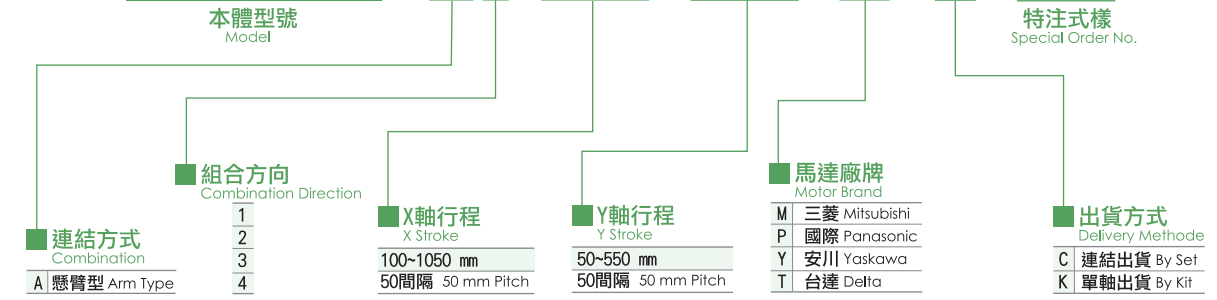 本體型號
Model
特注式樣
Special Order No.
連結方式
Combination
A 懸臂型 Arm Type
組合方向
Combination Direction
1
2
3
4
X軸行程
X Stroke
100~1050 mm
50間隔 50 mm Pitch
Y軸行程
Y Stroke
50~550 mm
50間隔 50 mm Pitch
馬達廠牌
Motor Brand
M 三菱 Mitsubishi
P 國際 Panasonic
Y 安川 Yaskawa
T 台達 Delta
出貨方式
Delivery Methode
C 連結出貨 By Set
K 單軸出貨 By Kit